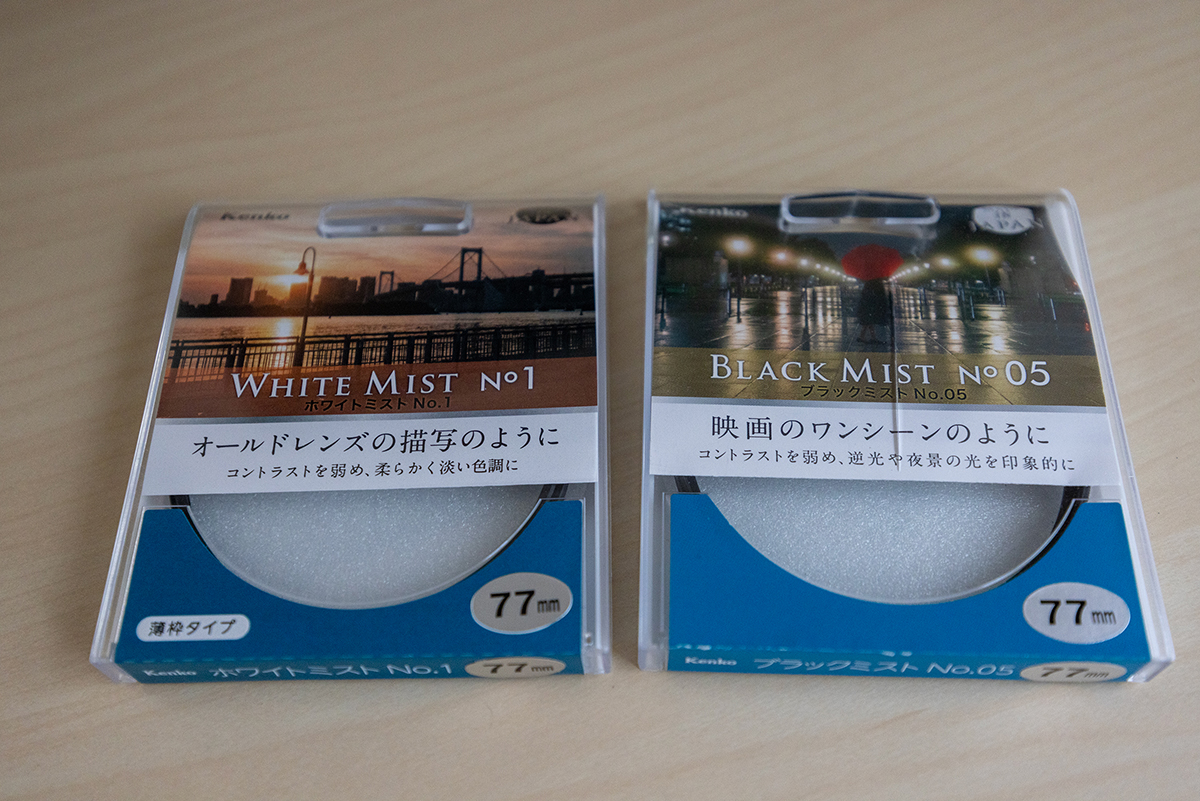 Kenko
JAPAN
WHITE MIST No1
ホワイトミスト No.1
オールドレンズの描写のように
コントラストを弱め、柔らかく淡い色調に
77mm
薄枠タイプ
Kenko ホワイトミスト No.1 77mm
Kenko
IN
JAPAN
BLACK MIST No 05
ブラックミスト No.05
映画のワンシーンのように
コントラストを弱め、逆光や夜景の光を印象的に
77mm
Kenko ブラックミスト No.05 77mm